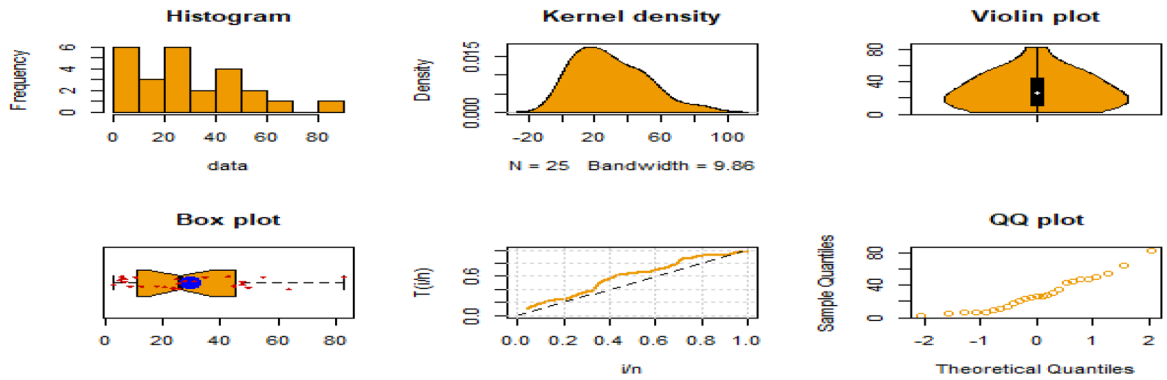 Histogram
Frequency
0 2 4 6
0 20 40 60 80
data
Kernel density
Density
0.000 0.015
-20 20 60 100
N = 25 Bandwidth = 9.86
Violin plot
0 40 80
Box plot
0 20 40 60 80
T(i/n)
0.0 0.6
0.0 0.2 0.4 0.6 0.8 1.0
i/n
QQ plot
Sample Quantiles
0 40 80
-2 -1 0 1 2
Theoretical Quantiles